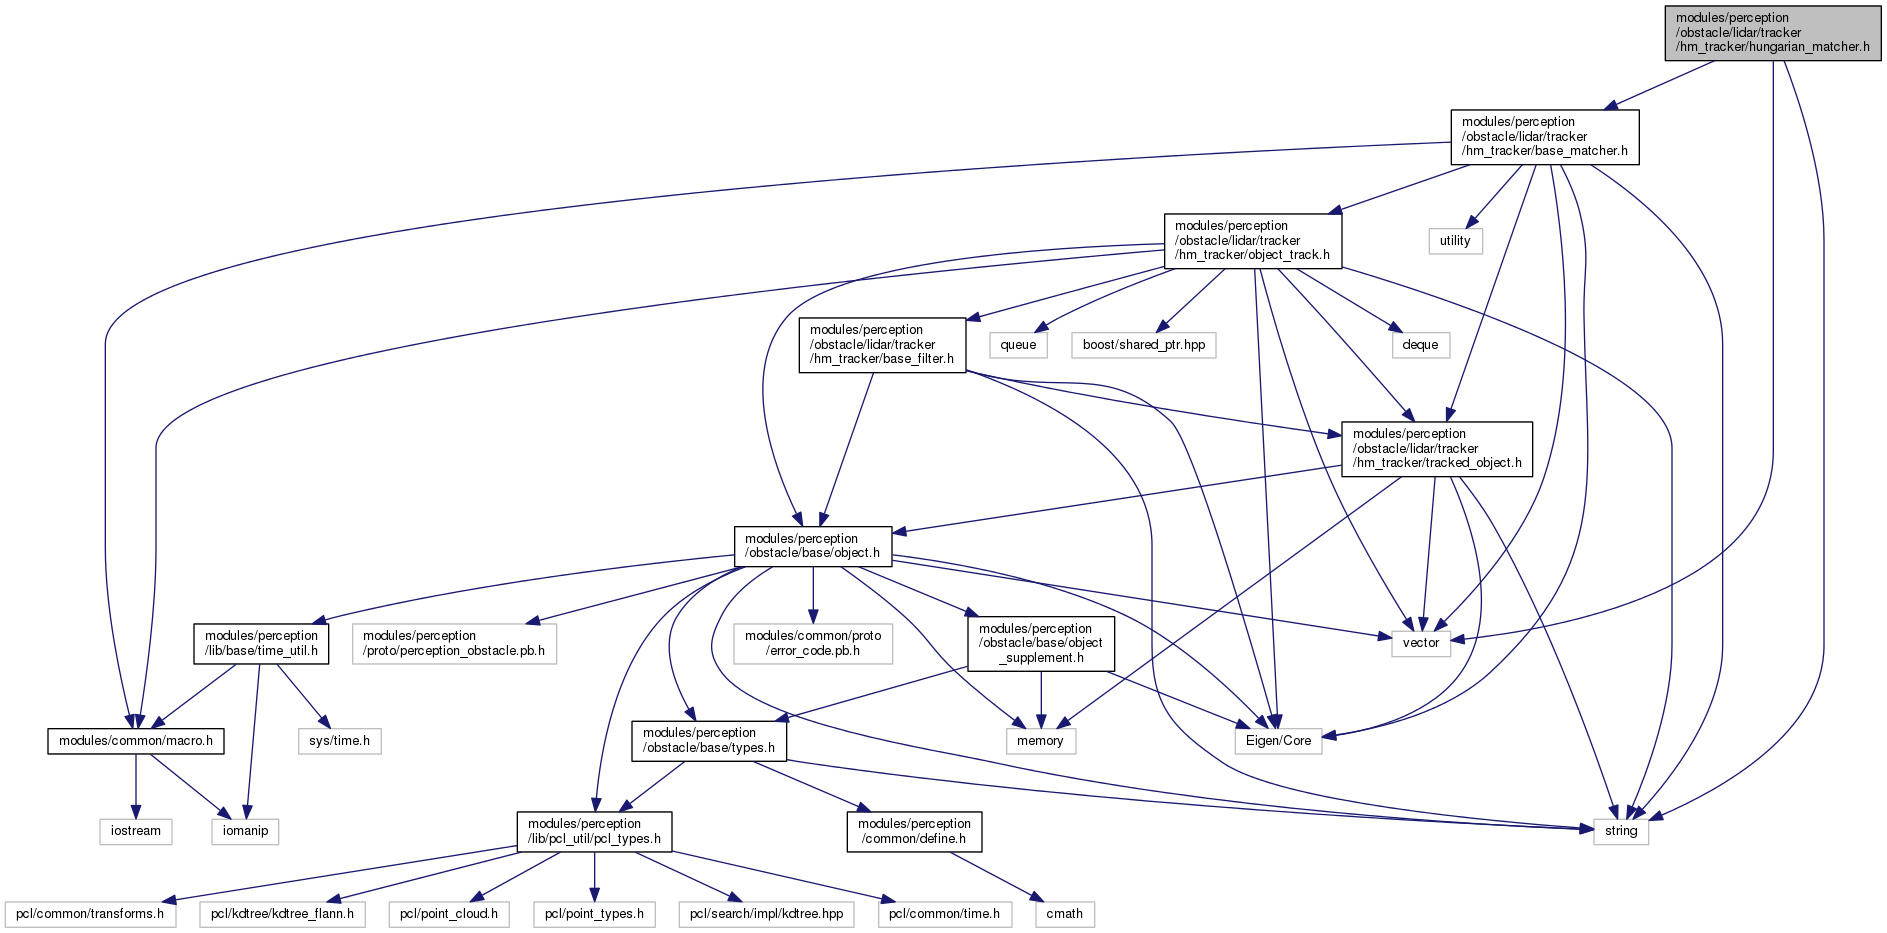 modules/perception
/obstacle/lidar/tracker
/hm_tracker/hungarian_matcher.h
modules/perception
/obstacle/lidar/tracker
/hm_tracker/base_matcher.h
modules/perception
/obstacle/lidar/tracker
/hm_tracker/object_track.h
utility
modules/perception
/obstacle/lidar/tracker
/hm_tracker/base_filter.h
queue
boost/shared_ptr.hpp
deque
modules/perception
/obstacle/lidar/tracker
/hm_tracker/tracked_object.h
modules/perception
/obstacle/base/object.h
modules/perception
/lib/base/time_util.h
modules/perception
/proto/perception_obstacle.pb.h
modules/common/proto
/error_code.pb.h
modules/perception
/obstacle/base/object
_supplement.h
vector
modules/common/macro.h
sys/time.h
modules/perception
/obstacle/base/types.h
memory
Eigen/Core
iostream
iomanip
modules/perception
/lib/pcl_util/pcl_types.h
modules/perception
/common/define.h
string
pcl/common/transforms.h
pcl/kdtree/kdtree_flann.h
pcl/point_cloud.h
pcl/point_types.h
pcl/search/impl/kdtree.hpp
pcl/common/time.h
cmath